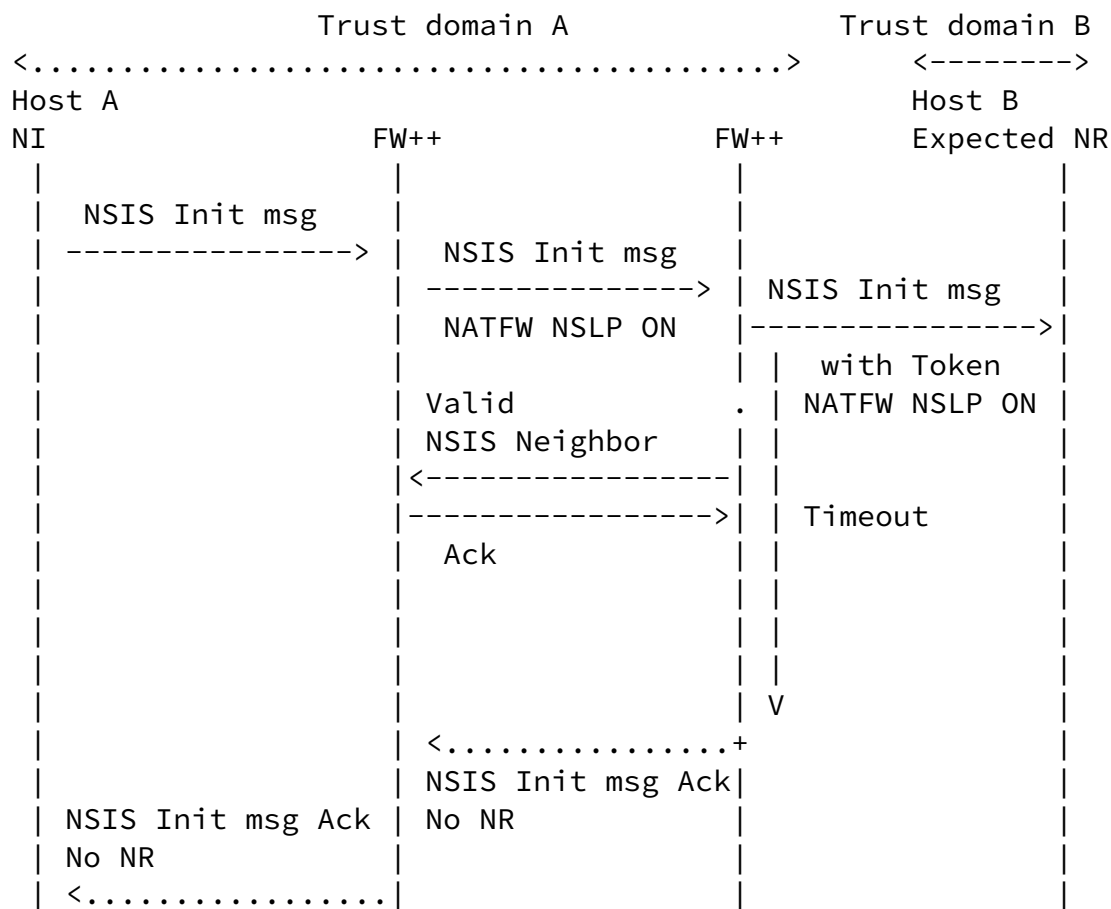 Trust domain A Trust domain B
<..........................................> <-------->
Host A Host B
NI FW++ FW++ Expected NR
NSIS Init msg
----------------> NSIS Init msg
---------------> NSIS Init msg
NATFW NSLP ON ---------------->
with Token
Valid . NATFW NSLP ON
NSIS Neighbor
<-----------------
-----------------> Timeout
Ack
V
<................+
NSIS Init msg Ack
NSIS Init msg Ack No NR
No NR
<.................